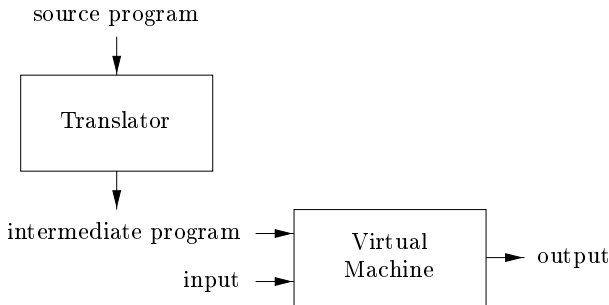 source program
Translator
intermediate program
input
Virtual
Machine
output